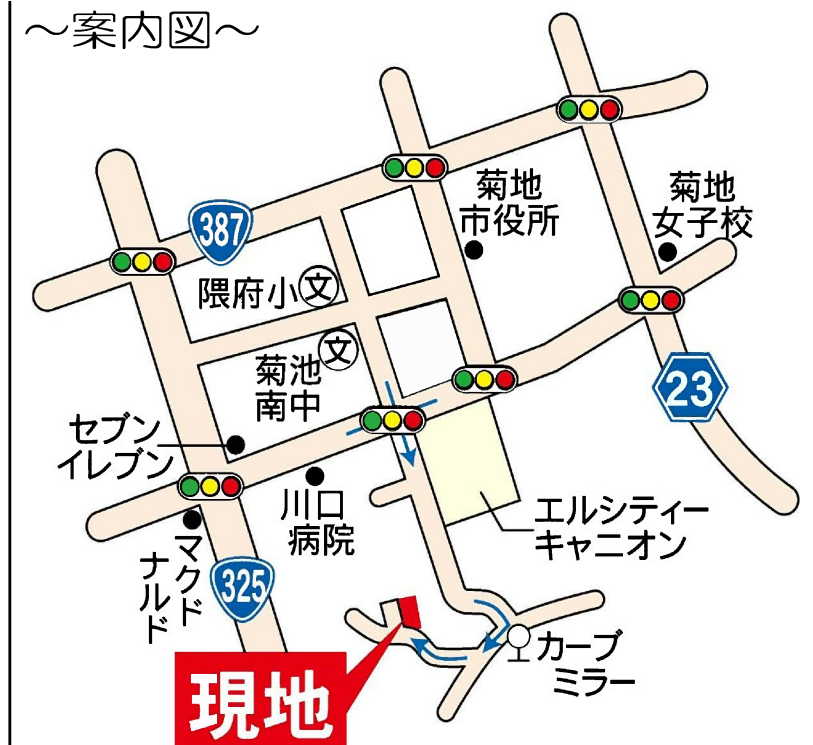 ～案内図～
387
菊地
市役所
菊地
女子校
隈府小
文
文
菊池
南中
23
セブン
イレブン
川口
病院
エルシティー
キャニオン
マクド
ナルド
325
カーブ
ミラー
現地